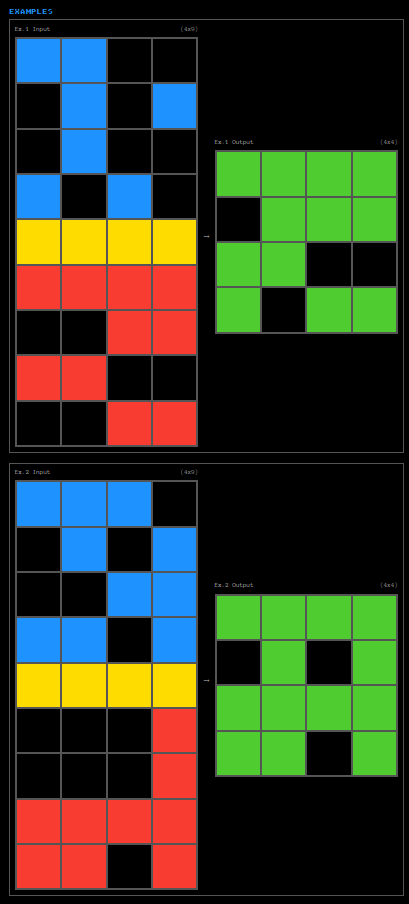 EXAMPLES
Ex.1 Input (4x9)
Ex.1 Output (4x4)
→
Ex.2 Input (4x9)
Ex.2 Output (4x4)
→